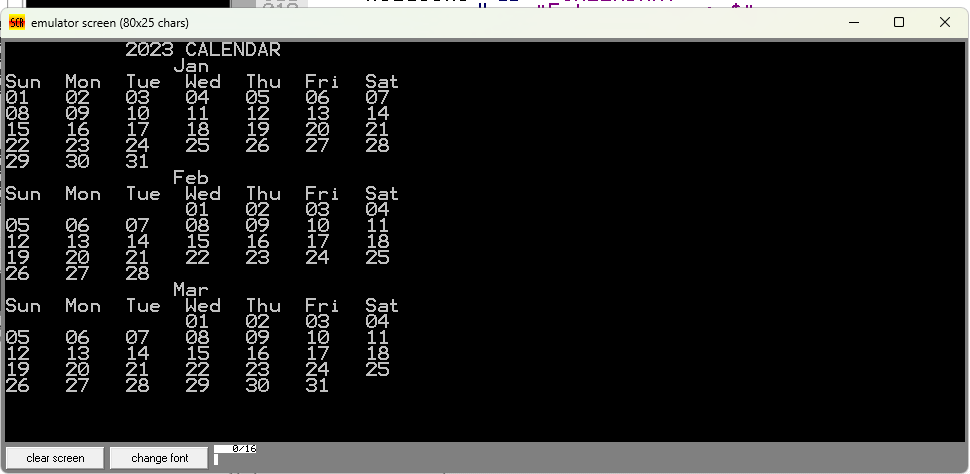 emulator screen (80x25 chars)
2023 CALENDAR
Jan
Sun Mon Tue Wed Thu Fri Sat
01 02 03 04 05 06 07
08 09 10 11 12 13 14
15 16 17 18 19 20 21
22 23 24 25 26 27 28
29 30 31
Feb
Sun Mon Tue Wed Thu Fri Sat
01 02 03 04
05 06 07 08 09 10 11
12 13 14 15 16 17 18
19 20 21 22 23 24 25
26 27 28
Mar
Sun Mon Tue Wed Thu Fri Sat
01 02 03 04
05 06 07 08 09 10 11
12 13 14 15 16 17 18
19 20 21 22 23 24 25
26 27 28 29 30 31
clear screen change font 0/16